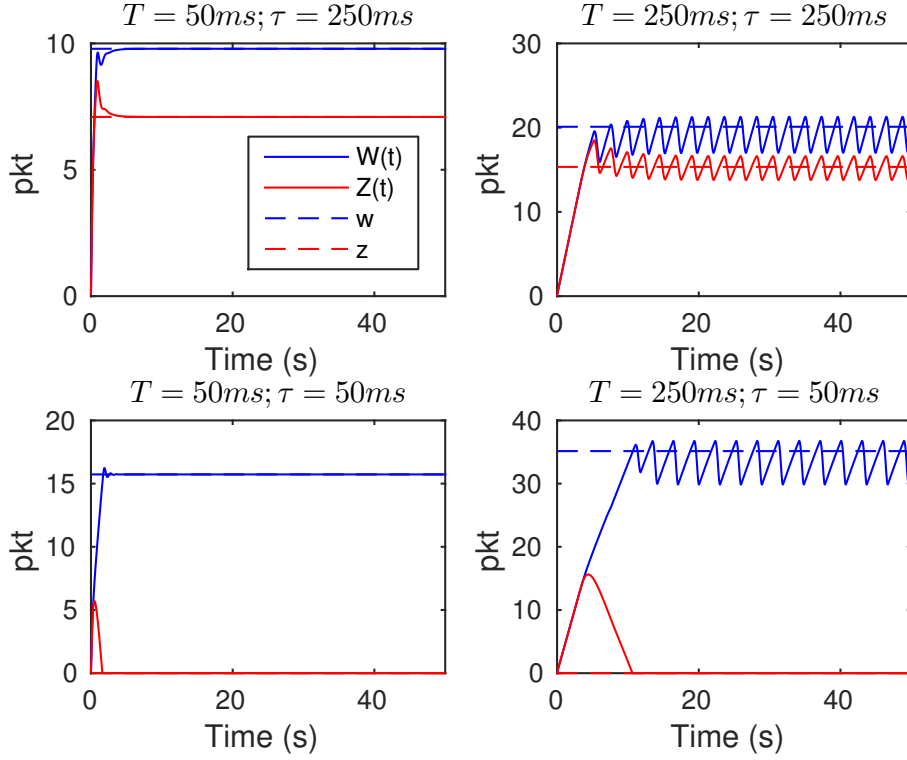 T = 50ms; τ = 250ms
10
5
0
pkt
0 20 40
Time (s)
W(t)
Z(t)
w
z
T = 250ms; τ = 250ms
30
20
10
0
pkt
0 20 40
Time (s)
T = 50ms; τ = 50ms
20
15
10
5
0
pkt
0 20 40
Time (s)
T = 250ms; τ = 50ms
40
30
20
10
0
pkt
0 20 40
Time (s)